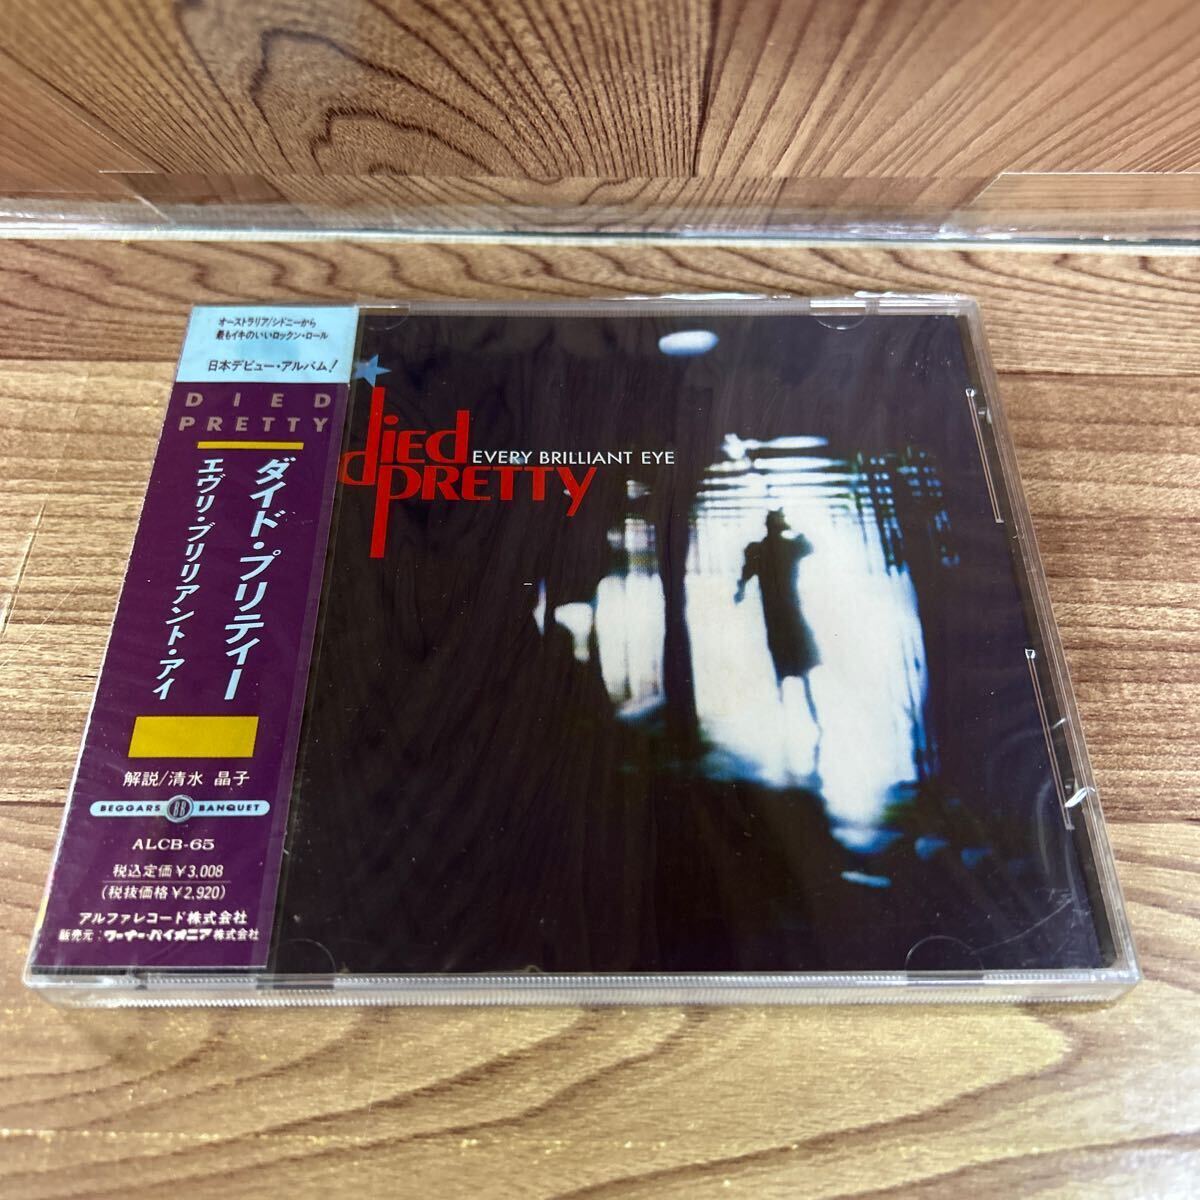 オーストラリア/シドニーから
最もイキのいいロックン・ロール
日本デビュー・アルバム!
DIED
PRETTY
ダイド・プリティー
エヴリ・ブリリアント・アイ
解説/清水 晶子
BEGGARS BB BANQUET
ALCB-65
税込定価¥3,008
(税抜価格¥2,920)
アルファレコード株式会社
販売元:ワーナー・パイオニア株式会社
dIED
PRETTY
EVERY BRILLIANT EYE